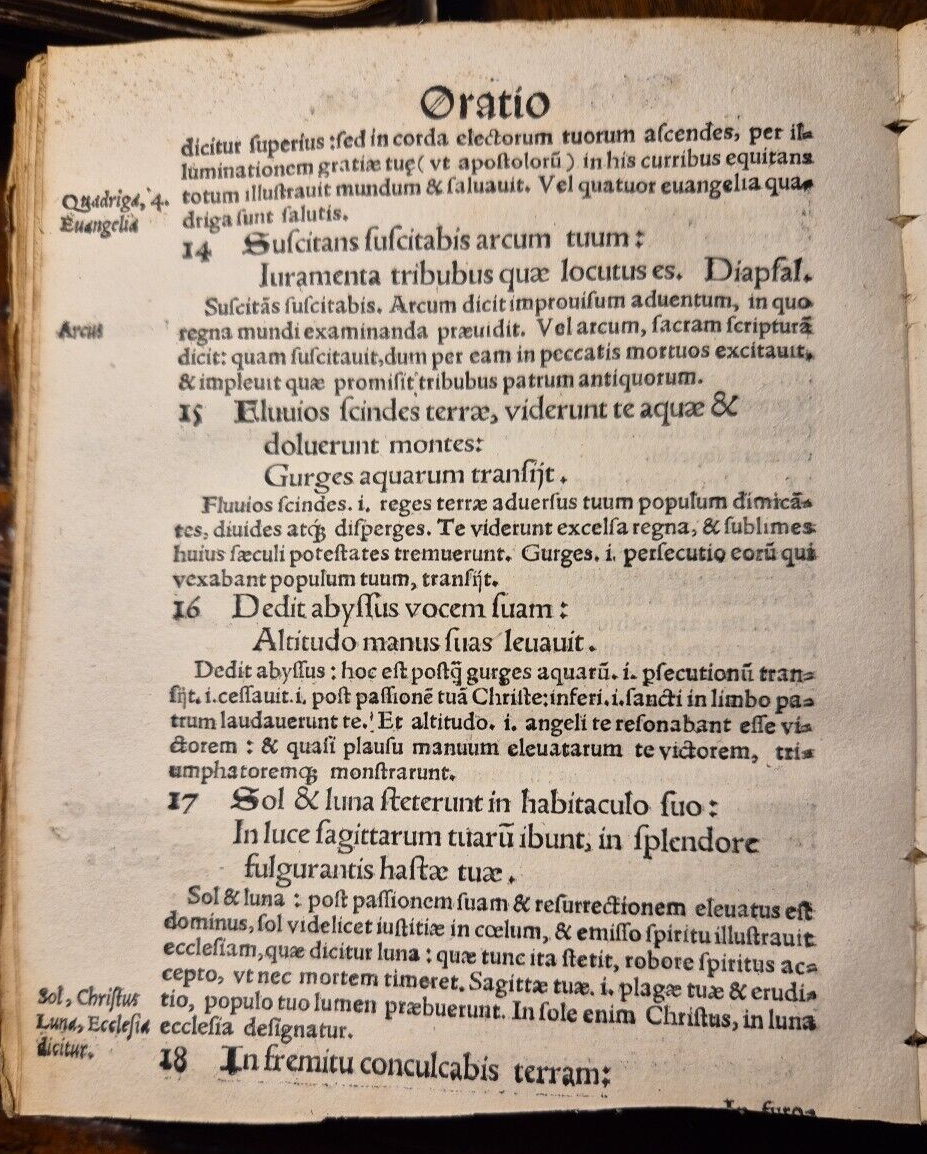 Oratio
dicitur ſuperius :ſed in corda electorum tuorum aſcendes, per il⸗
luminationem gratiæ tuę( vt apoſtolorũ ) in his curribus equitans
totum illuſtrauit mundum & ſaluauit. Vel quatuor euangelia qua⸗
Quadriga, 4.
Euangelia
driga ſunt ſalutis.
14 Suſcitans ſuſcitabis arcum tuum :
Iuramenta tribubus quæ locutus es. Diapſal.
Suſcitãs ſuſcitabis. Arcum dicit improuiſum aduentum, in quo
Arcus
regna mundi examinanda præuidit. Vel arcum, ſacram ſcripturã
dicit: quam ſuſcitauit,dum per eam in peccatis mortuos excitauit,
& impleuit quæ promiſit tribubus patrum antiquorum.
15 Fluuios ſcindes terræ, viderunt te aquæ &
doluerunt montes:
Gurges aquarum tranſijt .
Fluuios ſcindes. i. reges terræ aduerſus tuum populum dimicã⸗
tes, diuides atq; diſperges. Te viderunt excelſa regna, & ſublimes
huius ſæculi poteſtates tremuerunt. Gurges. i. perſecutio eorũ qui
vexabant populum tuum, tranſijt.
16 Dedit abyſſus vocem ſuam :
Altitudo manus ſuas leuauit .
Dedit abyſſus : hoc eſt poſtq̃ gurges aquarũ. i. pſecutionũ tran⸗
ſijt. i.ceſſauit.i. poſt paſſionẽ tuã Chriſte:inferi.i.ſancti in limbo pa⸗
trum laudauerunt te. Et altitudo. i. angeli te reſonabant eſſe vi⸗
ctorem : & quaſi plauſu manuum eleuatarum te victorem, tri⸗
umphatoremq; monſtrarunt.
17 Sol & luna ſteterunt in habitaculo ſuo :
In luce ſagittarum tuarũ ibunt, in ſplendore
fulgurantis haſtæ tuæ .
Sol & luna : poſt paſſionem ſuam & reſurrectionem eleuatus eſt
dominus, ſol videlicet iuſtitiæ in cœlum, & emiſſo ſpiritu illuſtrauit
eccleſiam,quæ dicitur luna : quæ tunc ita ſtetit, robore ſpiritus ac⸗
cepto, vt nec mortem timeret. Sagittæ tuæ. i. plagæ tuæ & erudi⸗
Sol, Chriſtus
Luna, Eccleſia
dicitur.
tio, populo tuo lumen præbuerunt. In ſole enim Chriſtus, in luna
eccleſia deſignatur.
18 In fremitu conculcabis terram: